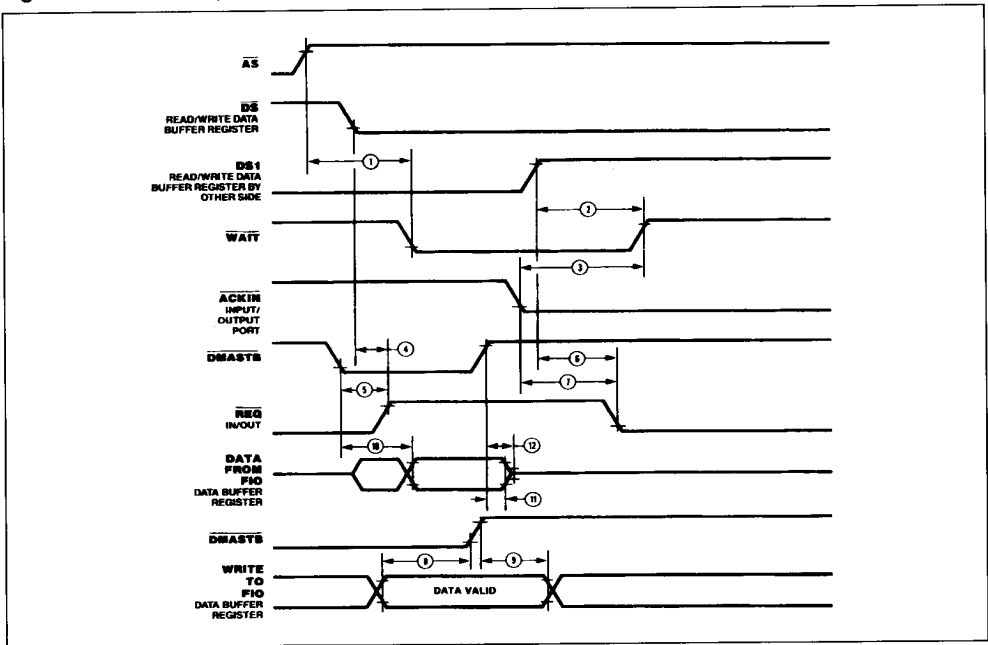 AS
DS
READ/WRITE DATA
BUFFER REGISTER
1
DS1
READ/WRITE DATA
BUFFER REGISTER BY
OTHER SIDE
2
WAIT
3
ACKIN
INPUT/
OUTPUT
PORT
4
DMASTB
6
5
7
REQ
IN/OUT
10
12
DATA
FROM
FIO
DATA BUFFER
REGISTER
11
DMASTB
8
9
WRITE
TO
FIO
DATA BUFFER
REGISTER
DATA VALID